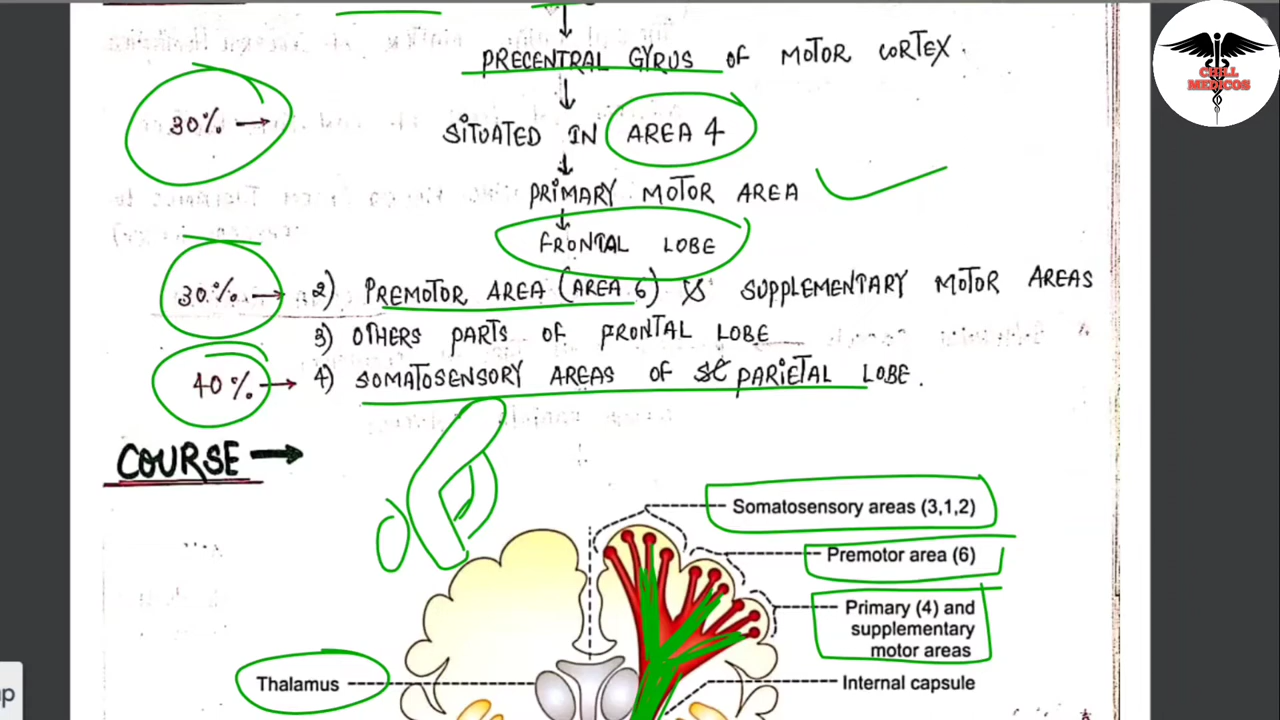 PRECENTRAL GYRUS OF MOTOR CORTEX.
30% → SITUATED IN AREA 4
PRIMARY MOTOR AREA
FRONTAL LOBE
30% → 2) PREMOTOR AREA (AREA 6) & SUPPLEMENTARY MOTOR AREAS
3) OTHERS PARTS OF FRONTAL LOBE
40% → 4) SOMATOSENSORY AREAS OF PARIETAL LOBE.
COURSE →
Somatosensory areas (3,1,2)
Premotor area (6)
Primary (4) and
supplementary
motor areas
Thalamus
Internal capsule
CHILL
MEDICOS